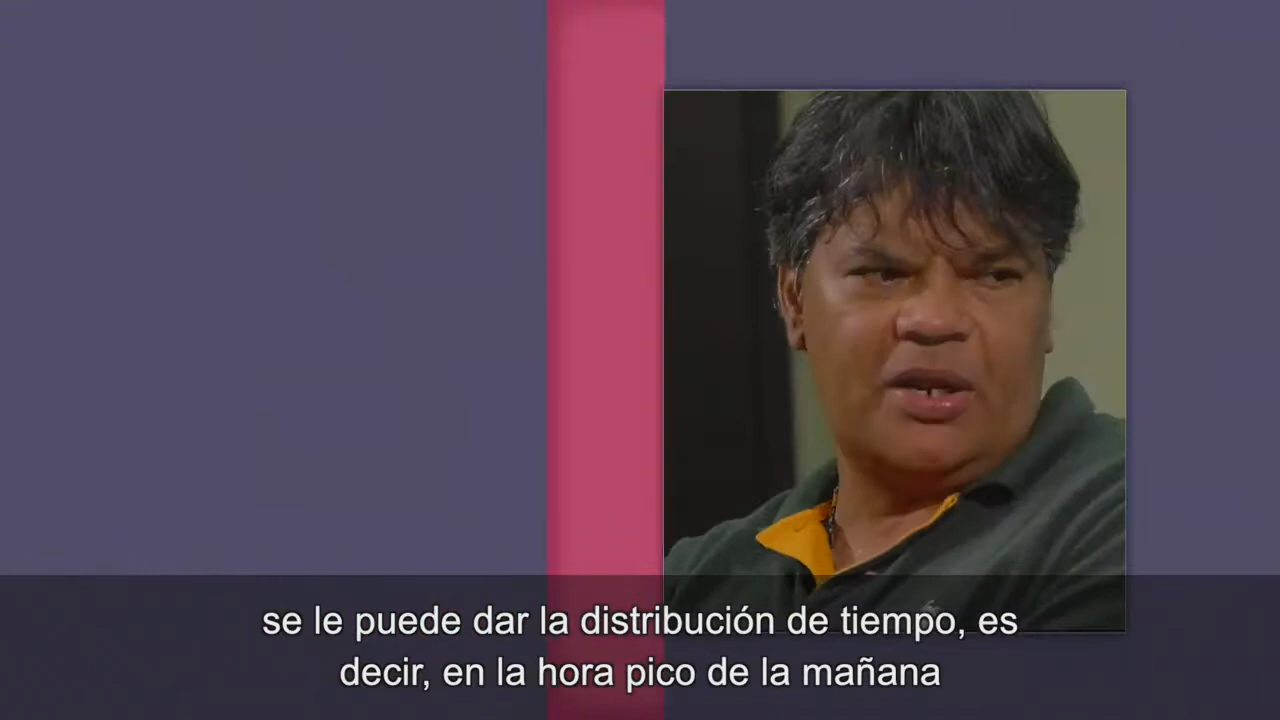 se le puede dar la distribución de tiempo, es
decir, en la hora pico de la mañana